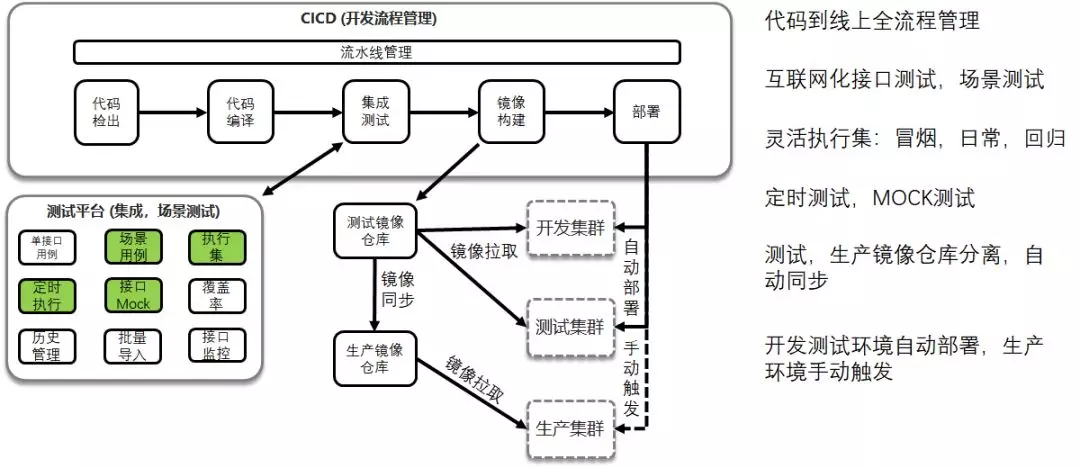 CICD (开发流程管理)
流水线管理
代码
检出
代码
编译
集成
测试
镜像
构建
部署
测试平台 (集成，场景测试)
单接口
用例
场景
用例
执行
集
定时
执行
接口
Mock
覆盖
率
历史
管理
批量
导入
接口
监控
测试镜像
仓库
镜像
同步
生产镜像
仓库
镜像拉取
镜像拉取
开发集群
测试集群
生产集群
自
动
部
署
手
动
触
发
代码到线上全流程管理
互联网化接口测试，场景测试
灵活执行集：冒烟，日常，回归
定时测试，MOCK测试
测试，生产镜像仓库分离，自
动同步
开发测试环境自动部署，生产
环境手动触发